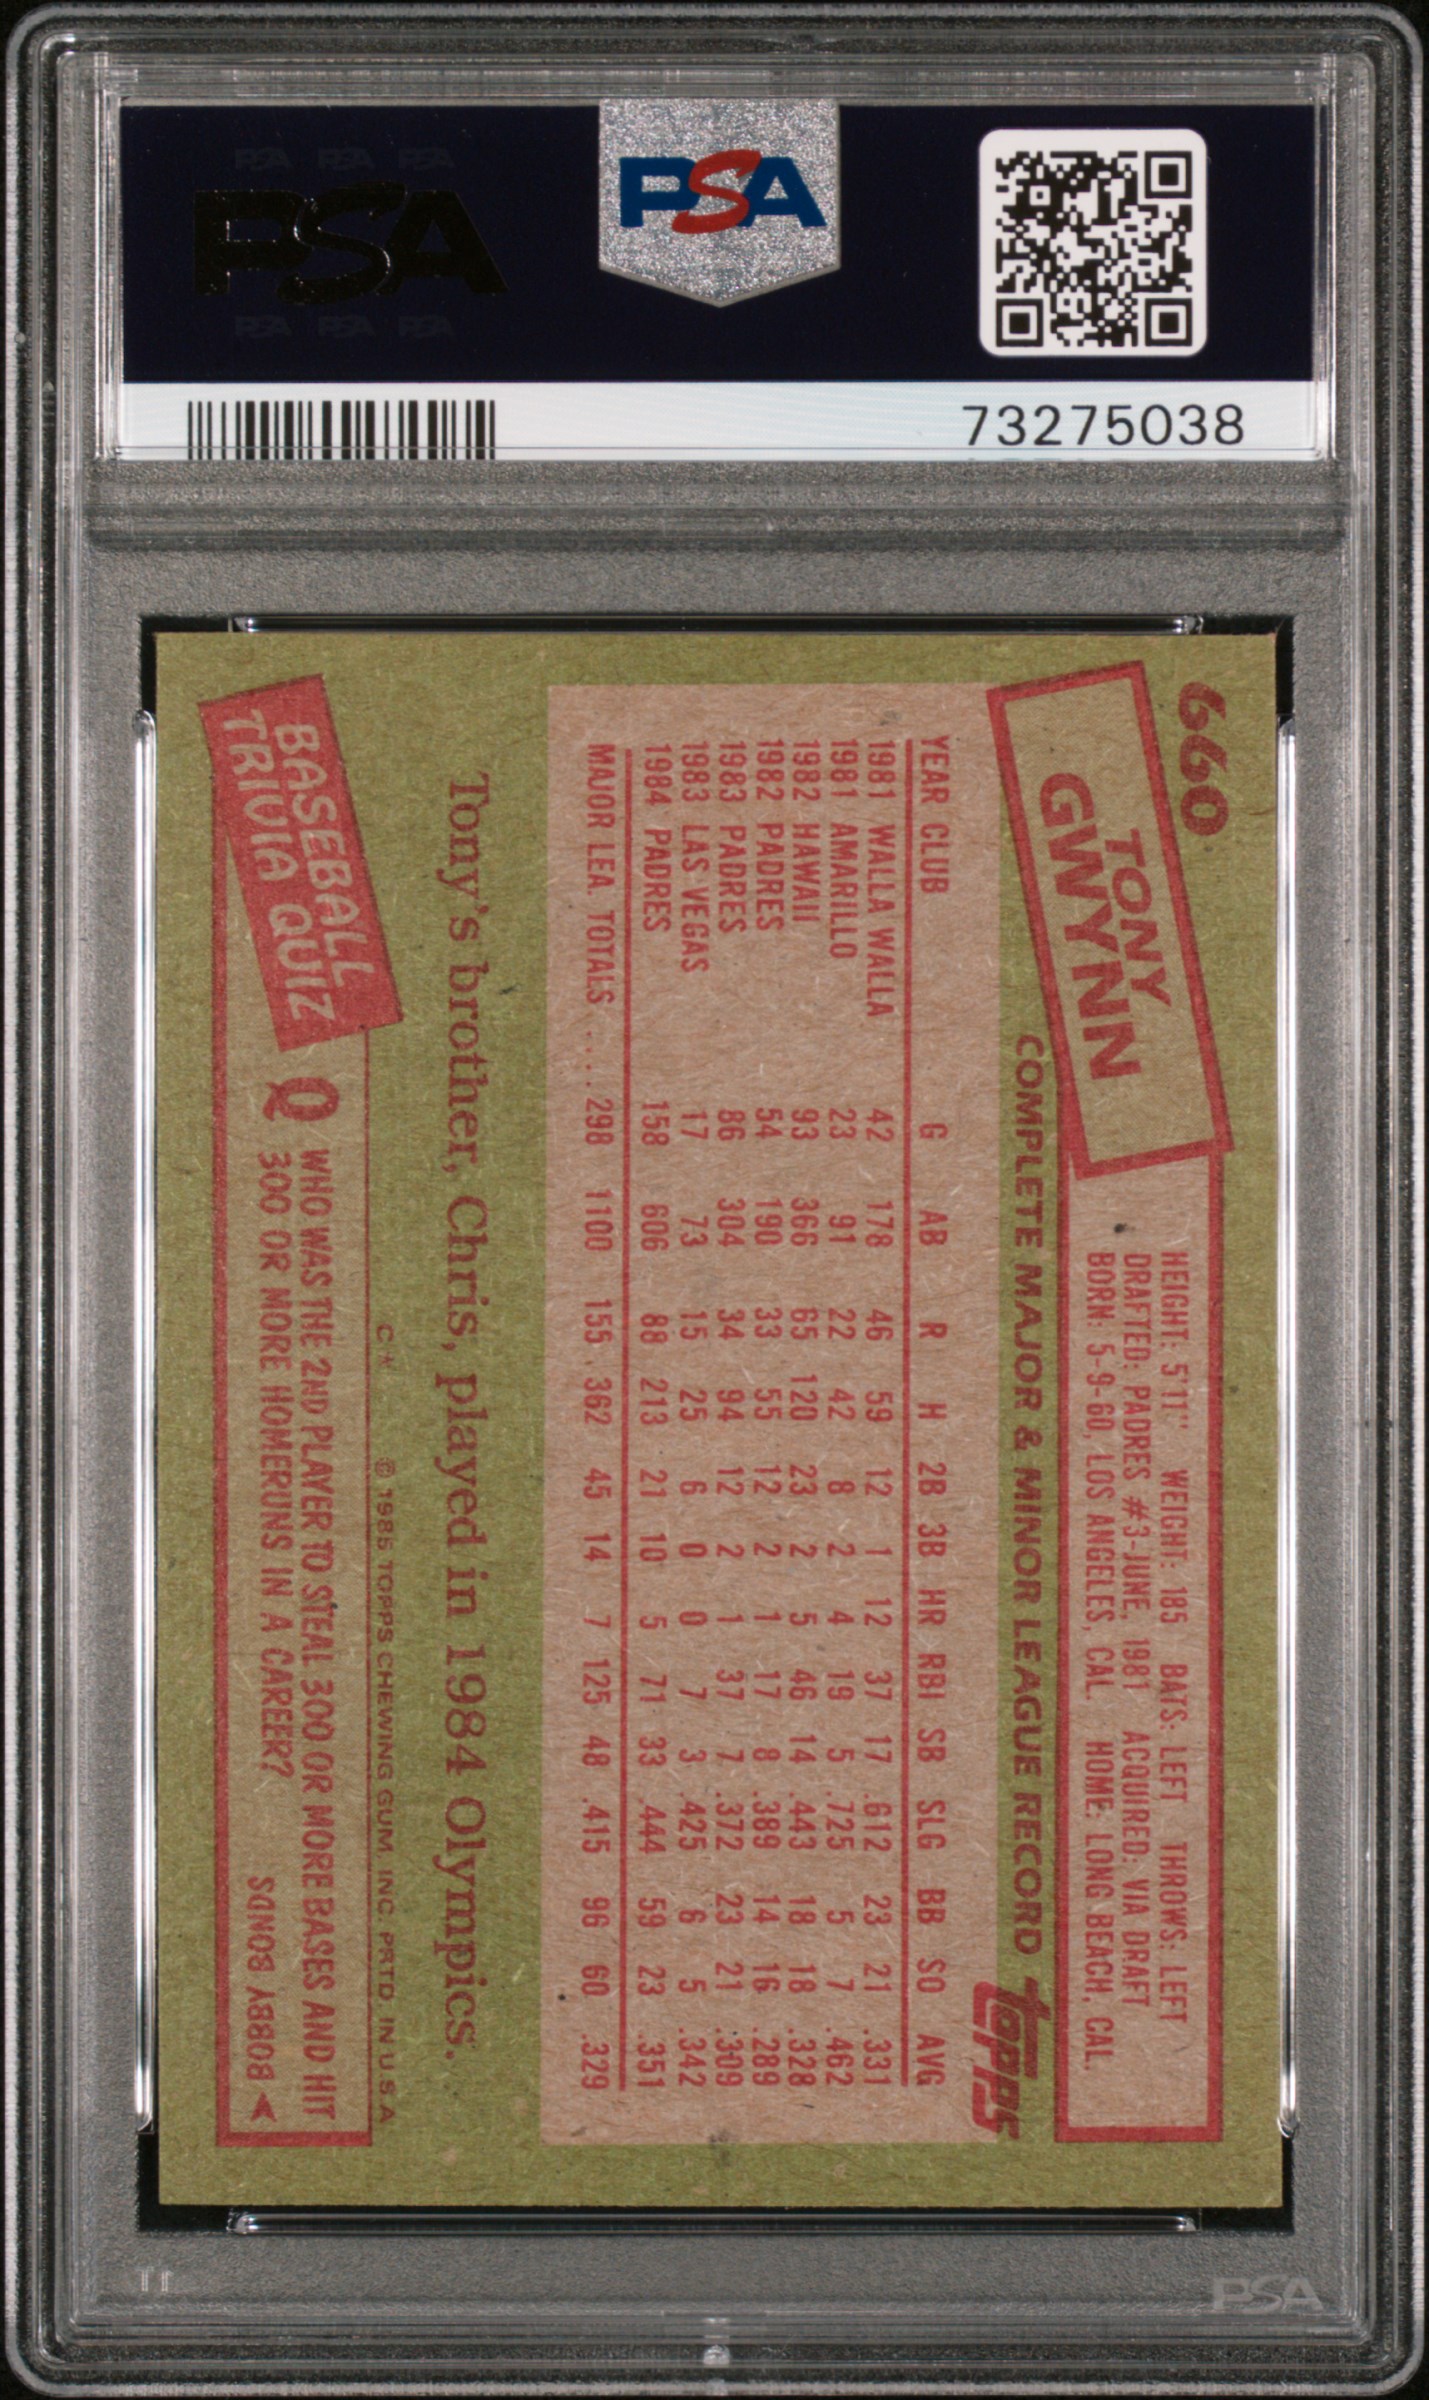 PSA PSA PSA
PSA
PSA PSA PSA
PSA
73275038
660
TONY
GWYNN
HEIGHT: 5'11" WEIGHT: 185 BATS: LEFT THROWS: LEFT
DRAFTED: PADRES #3-JUNE, 1981 ACQUIRED: VIA DRAFT
BORN: 5-9-60, LOS ANGELES, CAL. HOME: LONG BEACH, CAL.
COMPLETE MAJOR & MINOR LEAGUE RECORD topps
YEAR CLUB G AB R H 2B 3B HR RBI SB SLG BB SO AVG
1981 WALLA WALLA 42 178 46 59 12 1 12 37 17 .612 23 21 .331
1981 AMARILLO 23 91 22 42 8 2 4 19 5 .725 5 7 .462
1982 HAWAII 93 366 65 120 23 2 5 46 14 .443 18 18 .328
1982 PADRES 54 190 33 55 12 2 1 17 8 .389 14 16 .289
1983 PADRES 86 304 34 94 12 2 1 37 7 .372 23 21 .309
1983 LAS VEGAS 17 73 15 25 6 0 0 7 3 .425 6 5 .342
1984 PADRES 158 606 88 213 21 10 5 71 33 .444 59 23 .351
MAJOR LEA. TOTALS .... 298 1100 155 362 45 14 7 125 48 .415 96 60 .329
Tony's brother, Chris, played in 1984 Olympics.
C* © 1985 TOPPS CHEWING GUM, INC. PRTD. IN U.S.A.
BASEBALL
TRIVIA QUIZ
Q WHO WAS THE 2ND PLAYER TO STEAL 300 OR MORE BASES AND HIT
300 OR MORE HOMERUNS IN A CAREER?
BOBBY BONDS
PSA